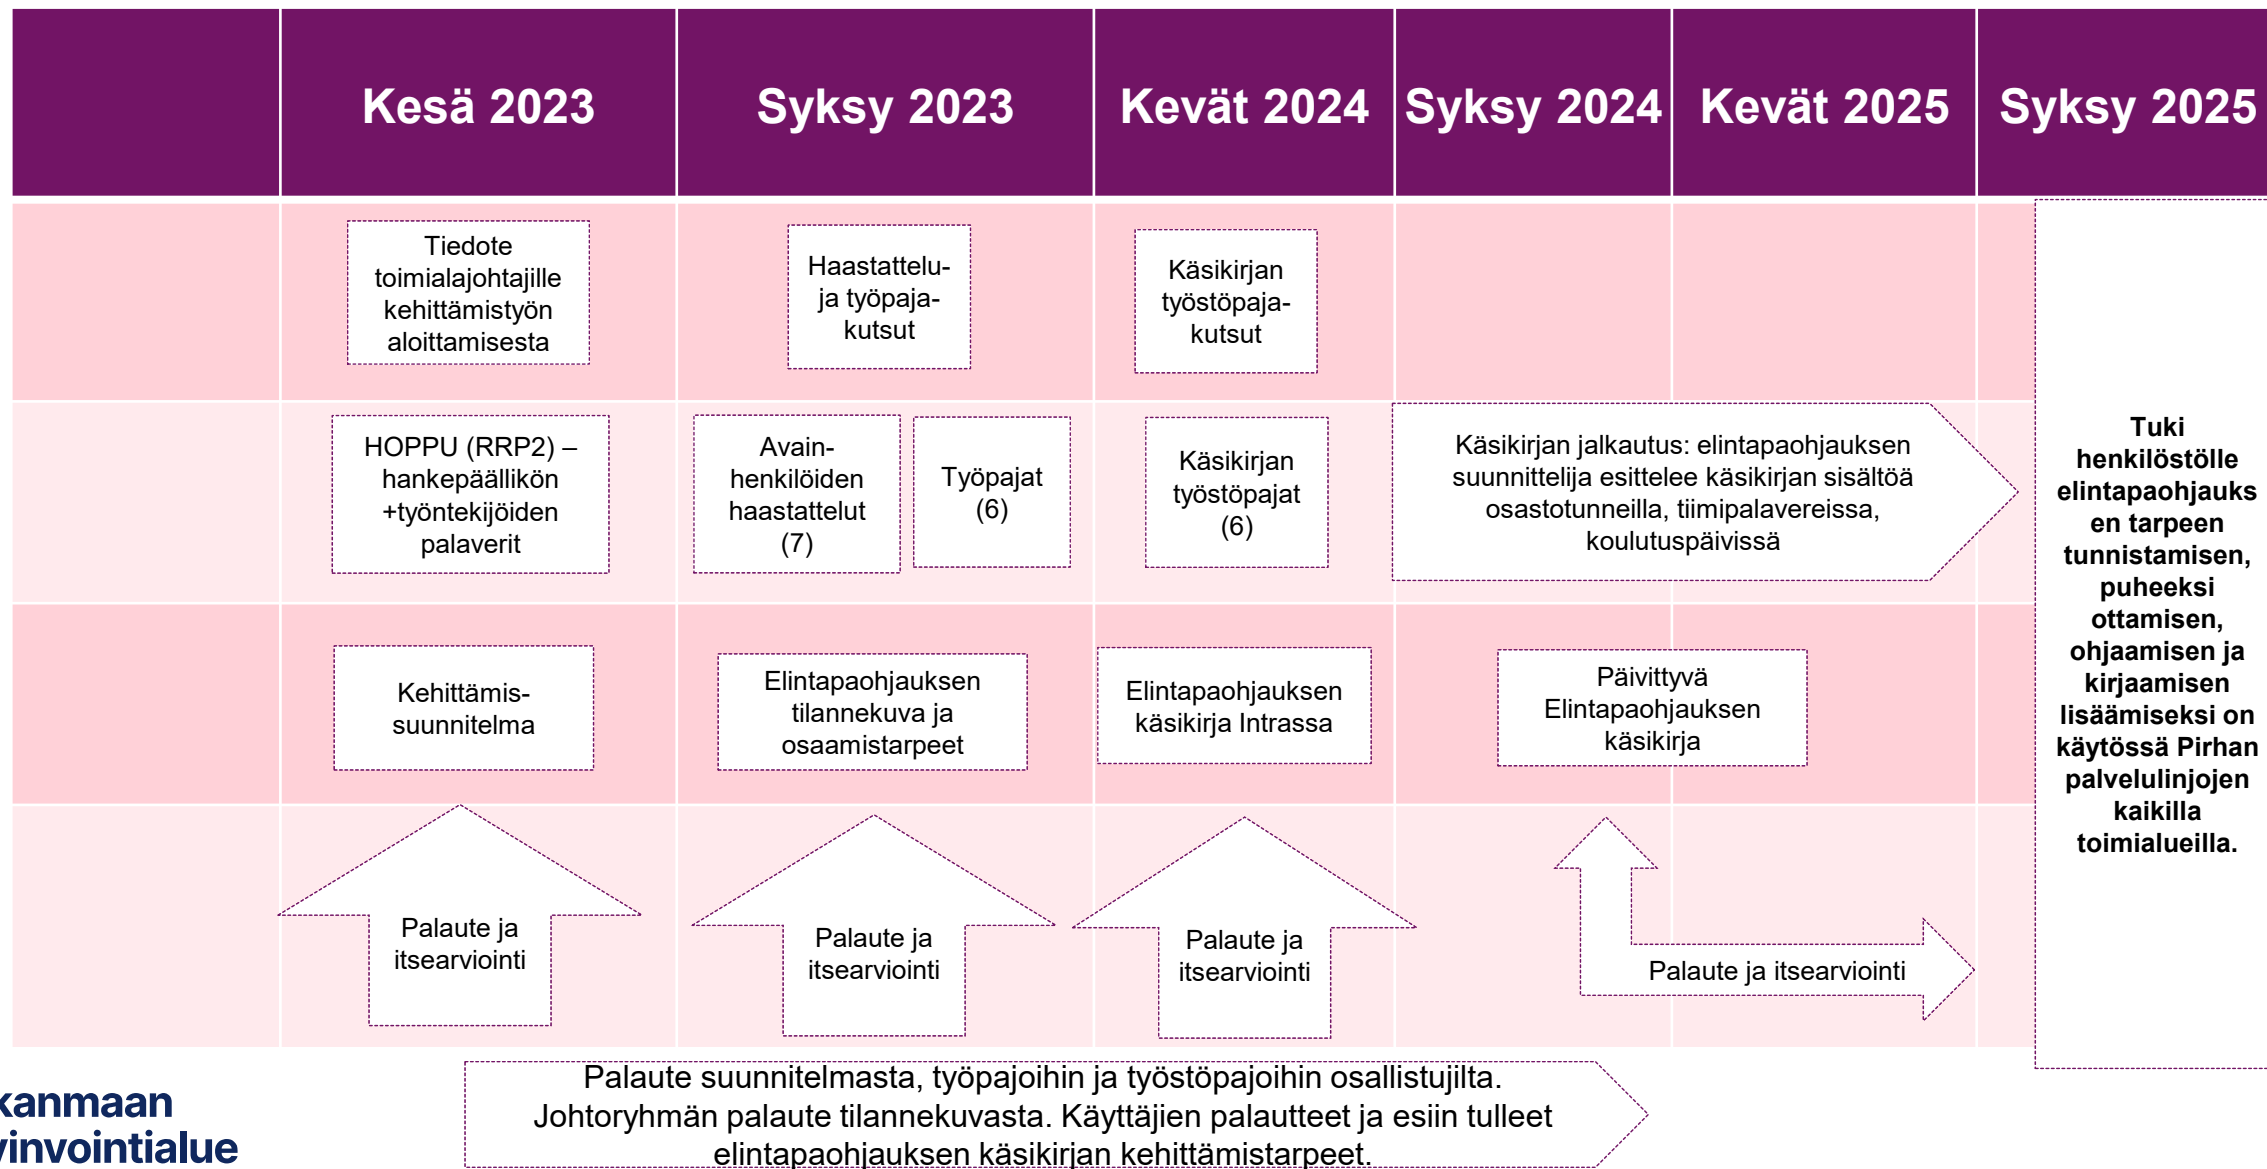 Kesä 2023
Syksy 2023
Kevät 2024
Syksy 2024
Kevät 2025
Syksy 2025
Tiedote
toimialajohtajille
kehittämistyön
aloittamisesta
Haastattelu-
ja työpaja-
kutsut
Käsikirjan
työstöpaja-
kutsut
HOPPU (RRP2) –
hankepäällikön
+työntekijöiden
palaverit
Avain-
henkilöiden
haastattelut
(7)
Työpajat
(6)
Käsikirjan
työstöpajat
(6)
Käsikirjan jalkautus: elintapaohjauksen
suunnittelija esittelee käsikirjan sisältöä
osastotunneilla, tiimipalavereissa,
koulutuspäivissä
Kehittämis-
suunnitelma
Elintapaohjauksen
tilannekuva ja
osaamistarpeet
Elintapaohjauksen
käsikirja Intrassa
Päivittyvä
Elintapaohjauksen
käsikirja
Palaute ja
itsearviointi
Palaute ja
itsearviointi
Palaute ja
itsearviointi
Palaute ja itsearviointi
Tuki
henkilöstölle
elintapaohjauks
en tarpeen
tunnistamisen,
puheeksi
ottamisen,
ohjaamisen ja
kirjaamisen
lisäämiseksi on
käytössä Pirhan
palvelulinjojen
kaikilla
toimialueilla.
Palaute suunnitelmasta, työpajoihin ja työstöpajoihin osallistujilta.
Johtoryhmän palaute tilannekuvasta. Käyttäjien palautteet ja esiin tulleet
elintapaohjauksen käsikirjan kehittämistarpeet.
kanmaan
vinvointialue